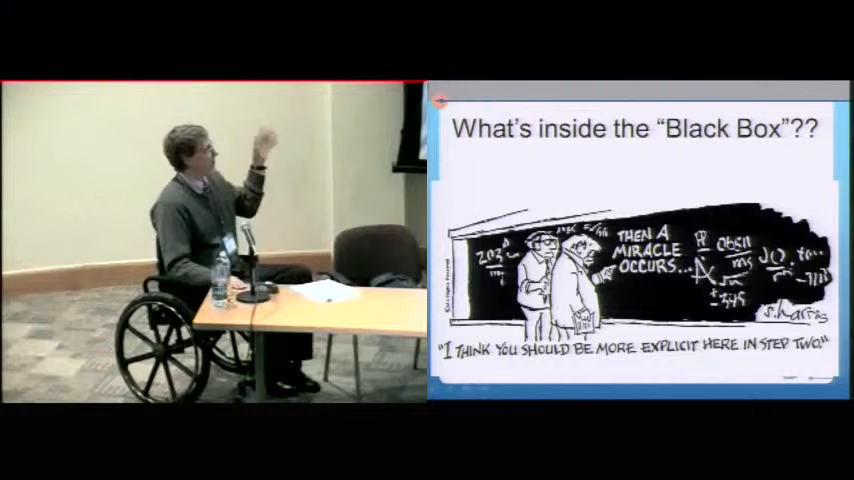 What's inside the "Black Box"??
THEN A
MIRACLE
OCCURS...
s.harris
"I THINK YOU SHOULD BE MORE EXPLICIT HERE IN STEP TWO."